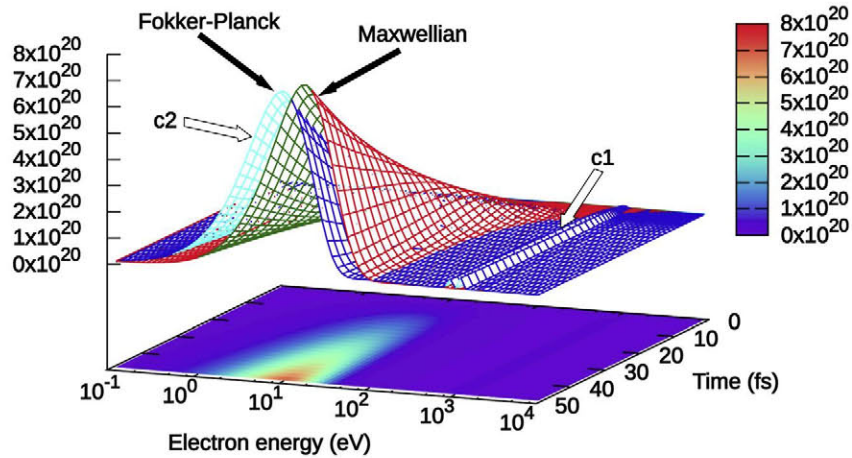 Fokker-Planck
Maxwellian
c2
c1
8x10^20
7x10^20
6x10^20
5x10^20
4x10^20
3x10^20
2x10^20
1x10^20
0x10^20
8x10^20
7x10^20
6x10^20
5x10^20
4x10^20
3x10^20
2x10^20
1x10^20
0x10^20
10^-1
10^0
10^1
10^2
10^3
10^4
Electron energy (eV)
50
40
30
20
10
0
Time (fs)